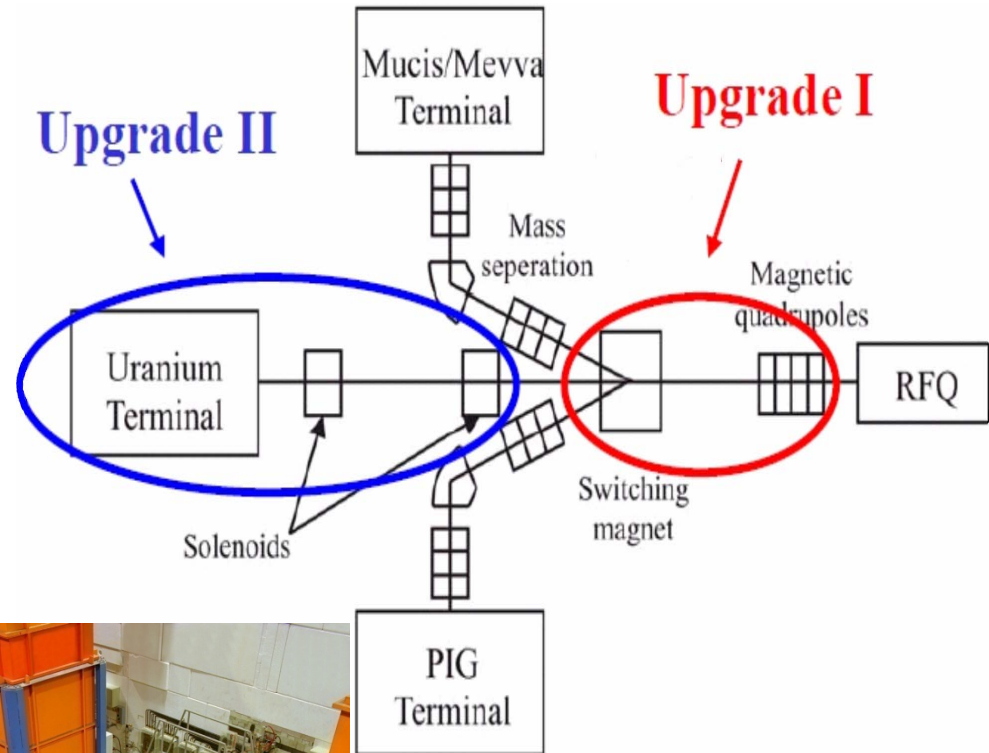 Mucis/Mevva
Terminal
Upgrade I
Upgrade II
Mass
seperation
Magnetic
quadrupoles
Uranium
Terminal
RFQ
Solenoids
Switching
magnet
PIG
Terminal